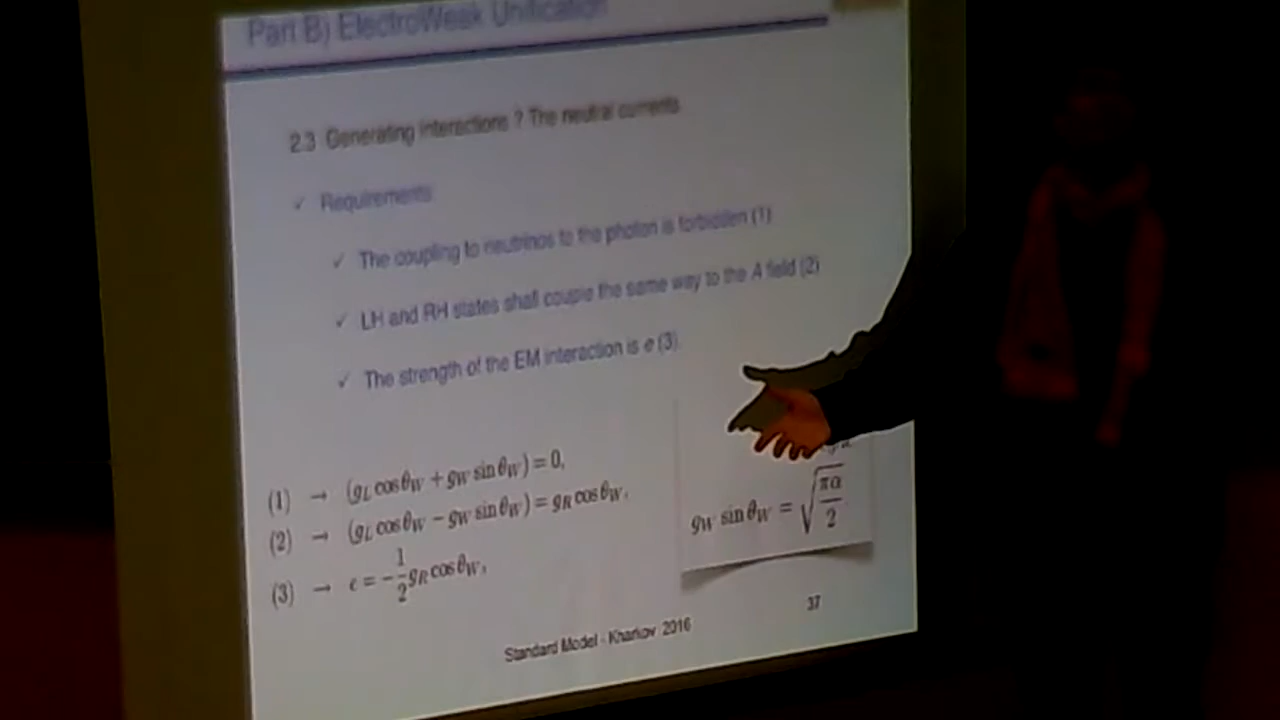 Part B) ElectroWeak Unification
2.3 Generating interactions ? The neutral currents
✓ Requirements
✓ The coupling to neutrinos to the photon is forbidden (1)
✓ LH and RH states shall couple the same way to the A field (2)
✓ The strength of the EM interaction is e (3).
(1) → (g_L cos θ_W + g_W sin θ_W) = 0,
(2) → (g_L cos θ_W − g_W sin θ_W) = g_R cos θ_W,
(3) → e = −1/2 g_R cos θ_W,
g_W sin θ_W = √(πα/2)
37
Standard Model - Kharkov 2016